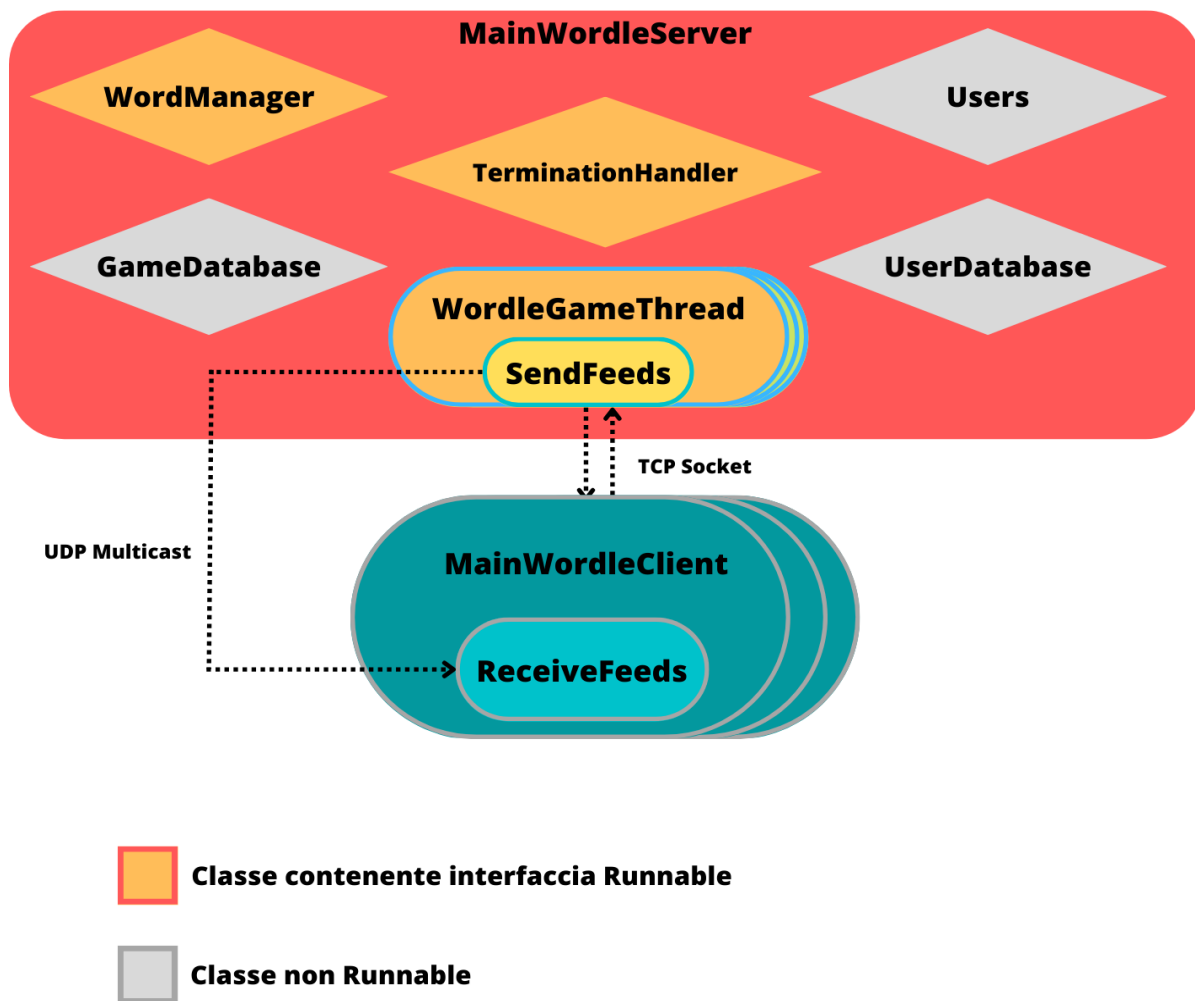 MainWordleServer
WordManager
Users
TerminationHandler
GameDatabase
UserDatabase
WordleGameThread
SendFeeds
TCP Socket
UDP Multicast
MainWordleClient
ReceiveFeeds
Classe contenente interfaccia Runnable
Classe non Runnable